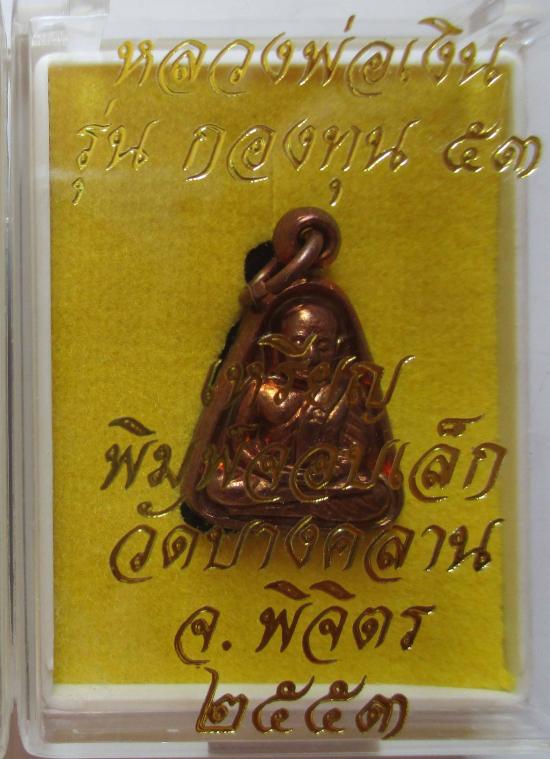 หลวงพ่อเงิน
รุ่น กองทุน ๕๓
เหรียญ
พิมพ์จอบเล็ก
วัดบางคลาน
จ. พิจิตร
๒๕๕๓